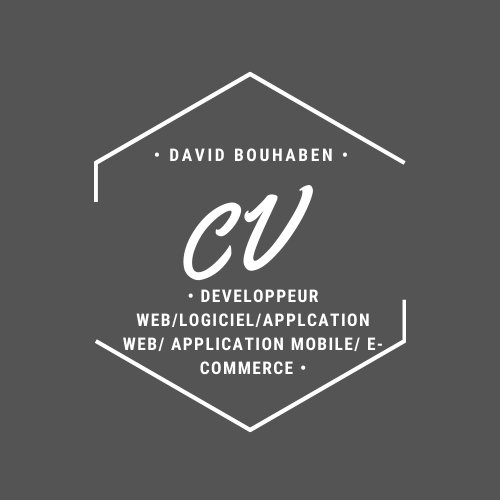 • DAVID BOUHABEN •
CV
• DEVELOPPEUR
WEB/LOGICIEL/APPLCATION
WEB/ APPLICATION MOBILE/ E-
COMMERCE •